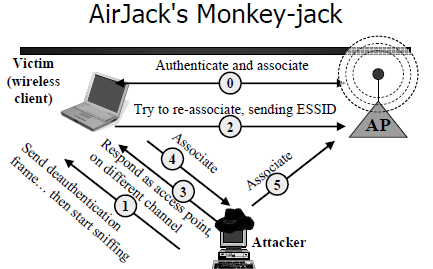 AirJack's Monkey-jack
Victim
(wireless
client)
Authenticate and associate
0
Try to re-associate, sending ESSID
2
AP
Associate
4
Respond as access point,
on different channel
3
Send deauthentication
frame… then start sniffing
1
Associate
5
Attacker